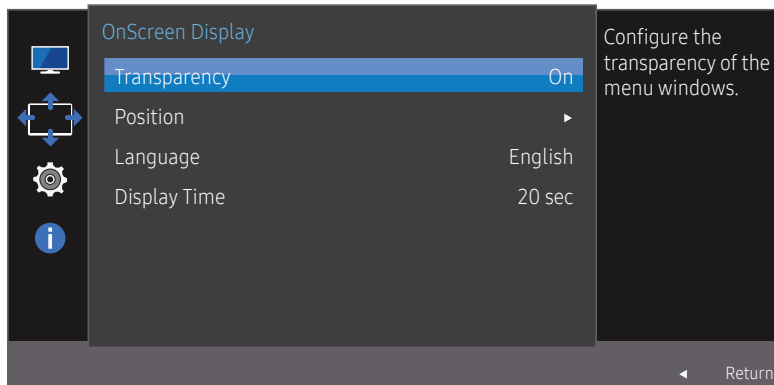 OnScreen Display
Transparency On
Position ▸
Language English
Display Time 20 sec
Configure the
transparency of the
menu windows.
◂ Return